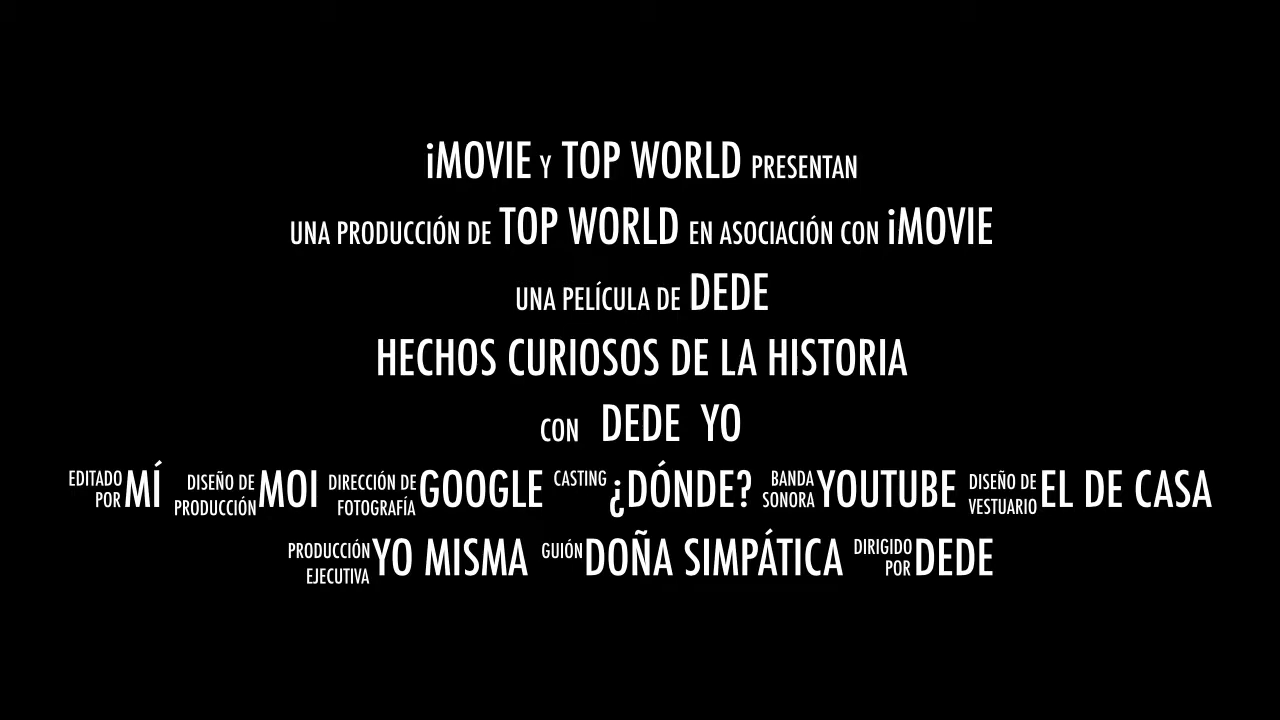 iMOVIE Y TOP WORLD PRESENTAN
UNA PRODUCCIÓN DE TOP WORLD EN ASOCIACIÓN CON iMOVIE
UNA PELÍCULA DE DEDE
HECHOS CURIOSOS DE LA HISTORIA
CON DEDE YO
EDITADO POR MÍ DISEÑO DE PRODUCCIÓN MOI DIRECCIÓN DE FOTOGRAFÍA GOOGLE CASTING ¿DÓNDE? BANDA SONORA YOUTUBE DISEÑO DE VESTUARIO EL DE CASA
PRODUCCIÓN EJECUTIVA YO MISMA GUIÓN DOÑA SIMPÁTICA DIRIGIDO POR DEDE